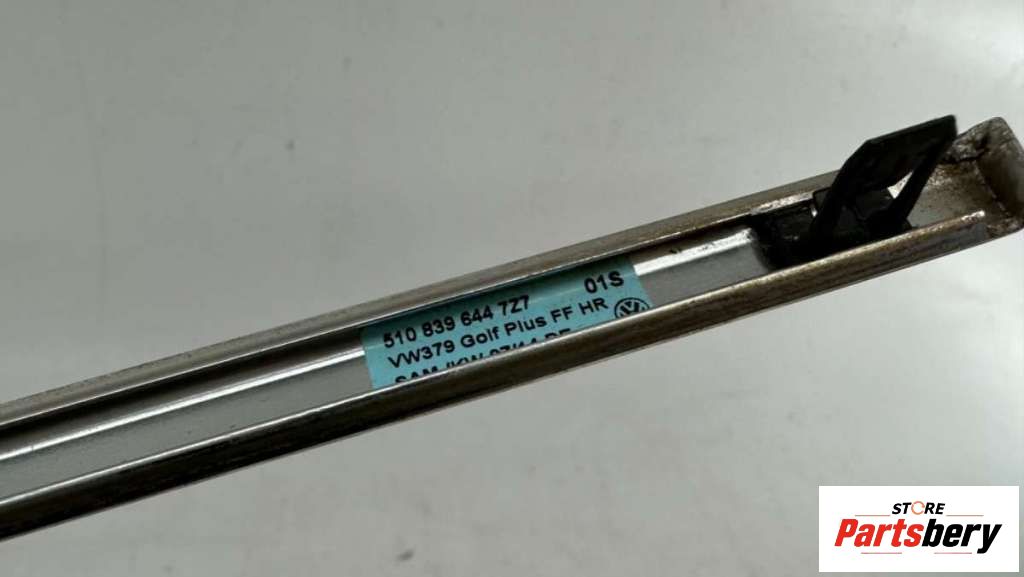 510 839 644 7Z7 01S
VW379 Golf Plus FF HR
STORE
Partsbery